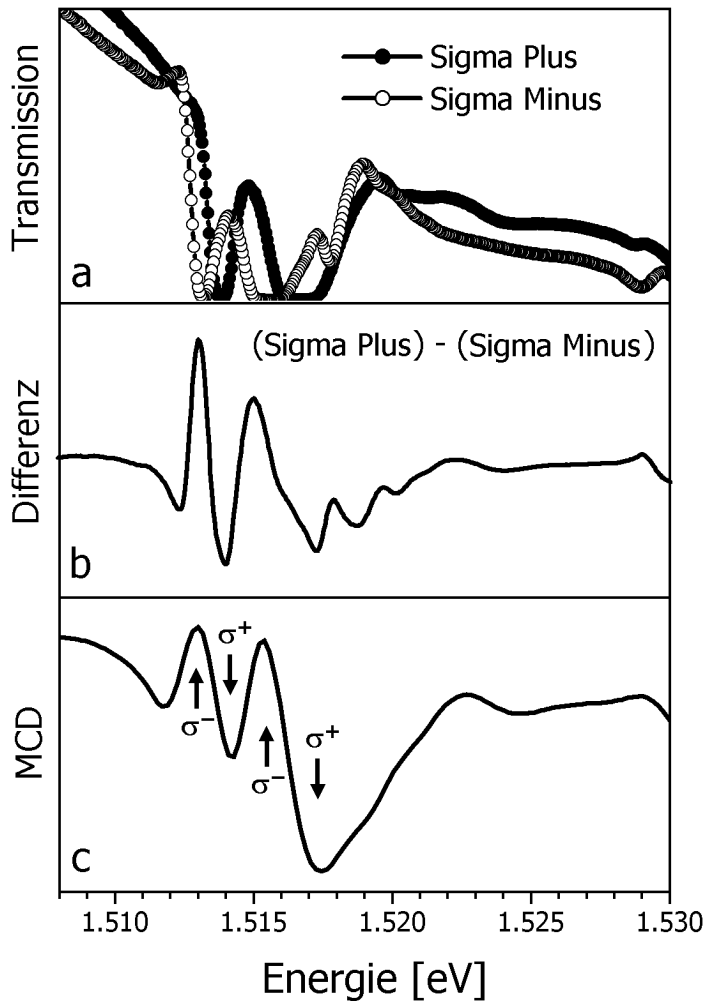 Transmission
Sigma Plus
Sigma Minus
a
Differenz
(Sigma Plus) - (Sigma Minus)
b
MCD
σ⁻
σ⁺
σ⁻
σ⁺
c
1.510 1.515 1.520 1.525 1.530
Energie [eV]